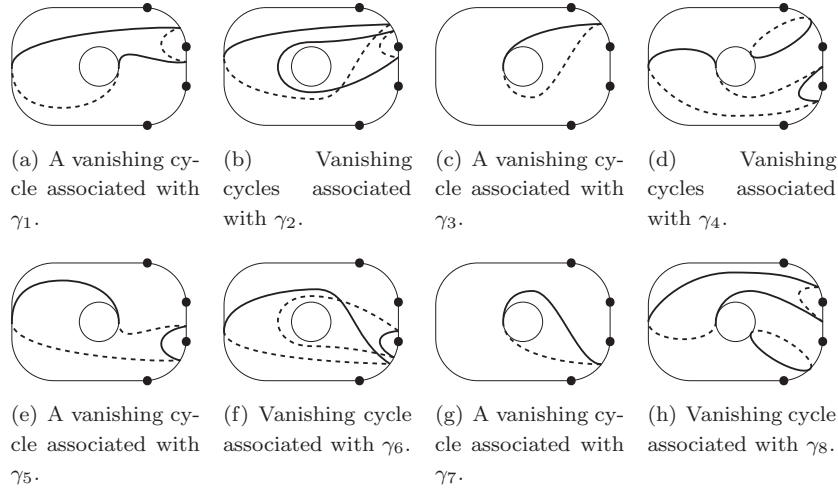 (a) A vanishing cy-
cle associated with
γ1.
(b) Vanishing
cycles associated
with γ2.
(c) A vanishing cy-
cle associated with
γ3.
(d) Vanishing
cycles associated
with γ4.
(e) A vanishing cy-
cle associated with
γ5.
(f) Vanishing cycle
associated with γ6.
(g) A vanishing cy-
cle associated with
γ7.
(h) Vanishing cycle
associated with γ8.